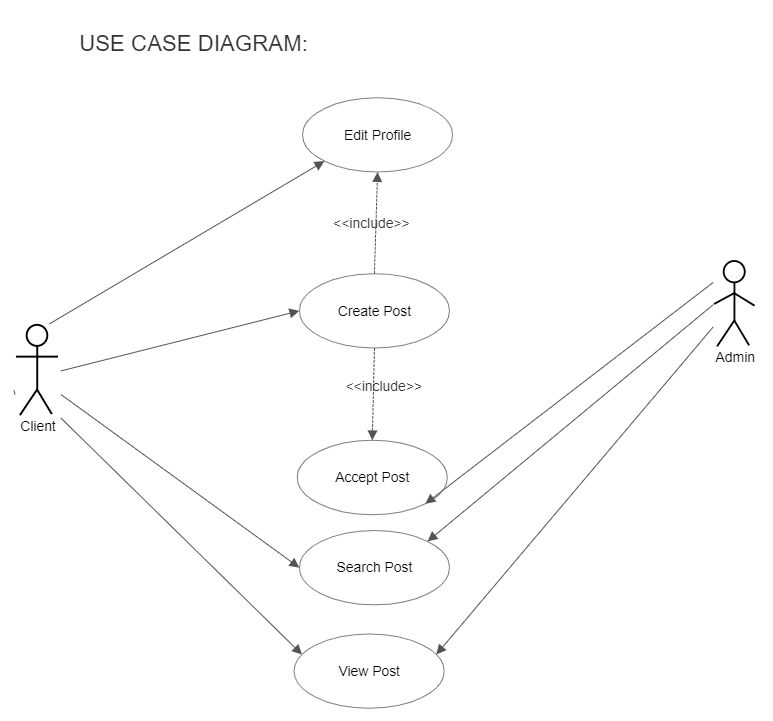 USE CASE DIAGRAM:
Edit Profile
<<include>>
Create Post
Admin
<<include>>
Client
Accept Post
Search Post
View Post